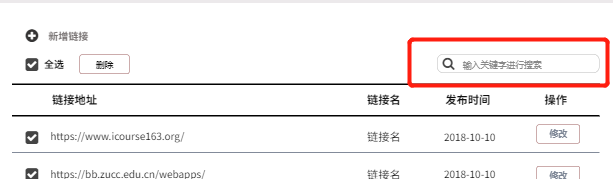 新增链接
全选 删除 输入关键字进行搜索
链接地址 链接名 发布时间 操作
https://www.icourse163.org/ 链接名 2018-10-10 修改
https://bb.zucc.edu.cn/webapps/ 链接名 2018-10-10 修改